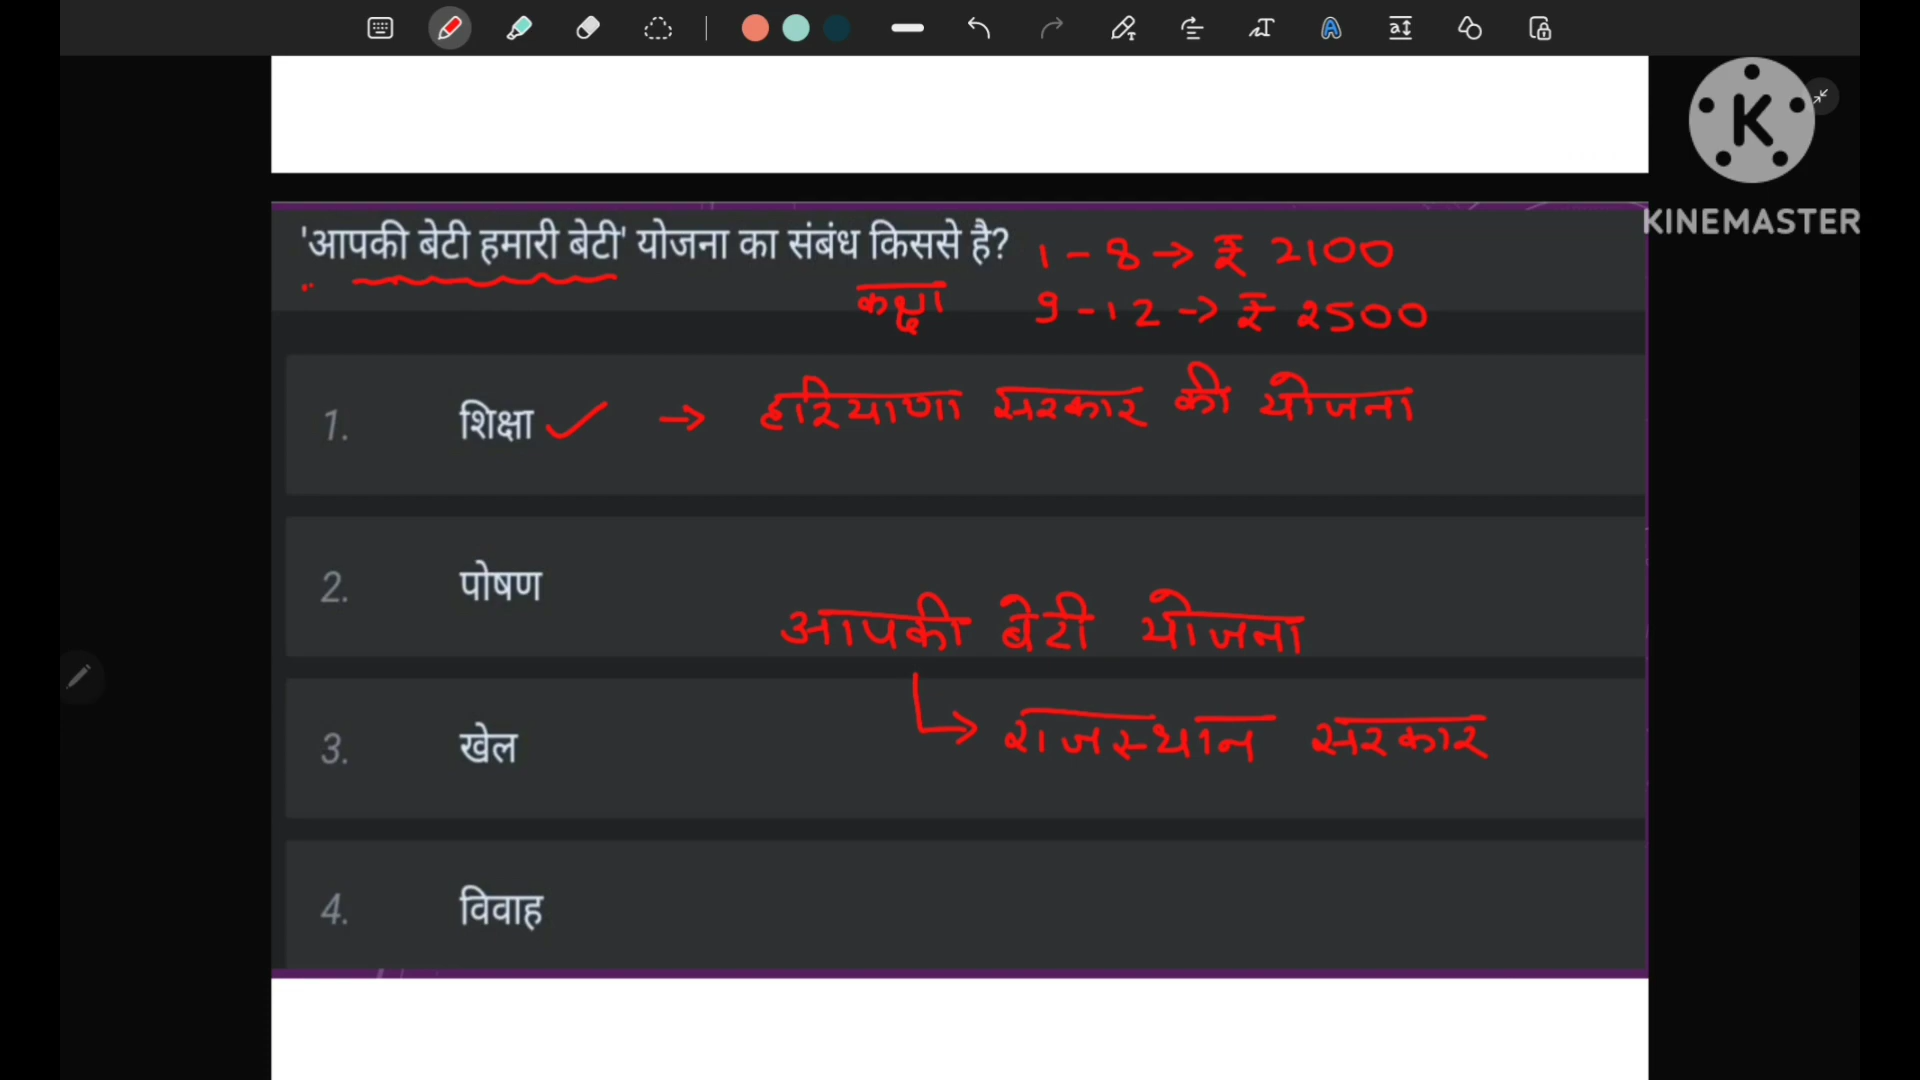 K
KINEMASTER
'आपकी बेटी हमारी बेटी' योजना का संबंध किससे है? 1 - 8 → ₹ 2100
कक्षा 9 - 12 → ₹ 2500
1. शिक्षा ✓ → हरियाणा सरकार की योजना
2. पोषण
आपकी बेटी योजना
3. खेल
→ राजस्थान सरकार
4. विवाह